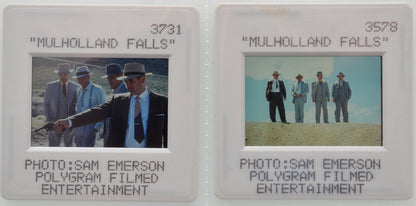 3731
"MULHOLLAND FALLS"
PHOTO:SAM EMERSON
POLYGRAM FILMED
ENTERTAINMENT
3578
"MULHOLLAND FALLS"
PHOTO:SAM EMERSON
POLYGRAM FILMED
ENTERTAINMENT